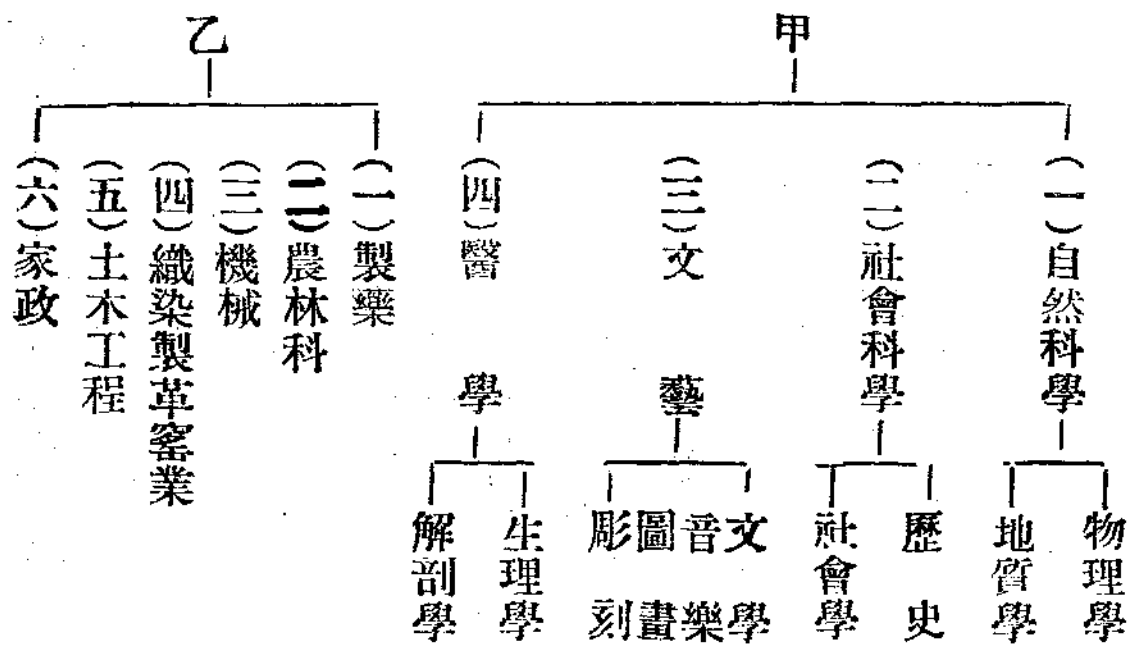 甲
(一)自然科學
物理學
地質學
(二)社會科學
歷史
社會學
(三)文藝
文學
音樂
圖畫
彫刻
(四)醫學
生理學
解剖學
乙
(一)製藥
(二)農林科
(三)機械
(四)織染製革窰業
(五)土木工程
(六)家政